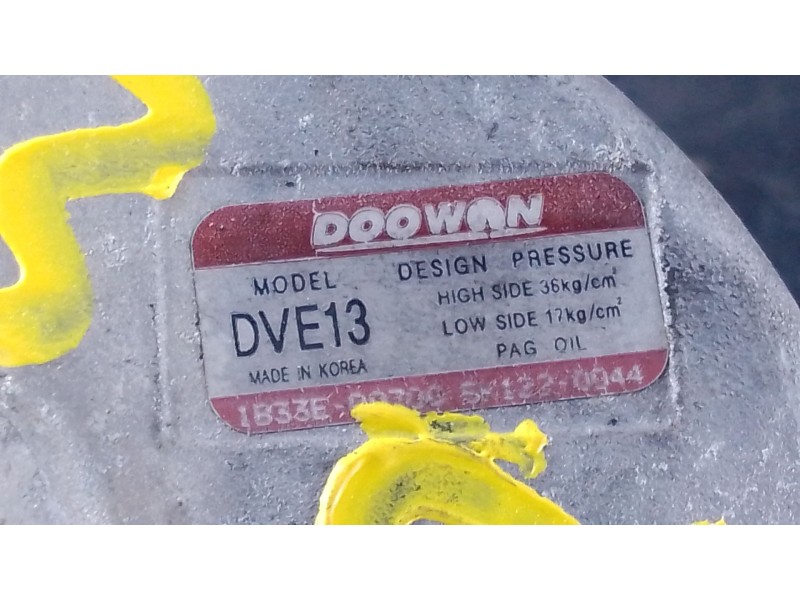 DOOWON
MODEL
DVE13
MADE IN KOREA
DESIGN PRESSURE
HIGH SIDE 36kg/cm²
LOW SIDE 17kg/cm²
PAG OIL